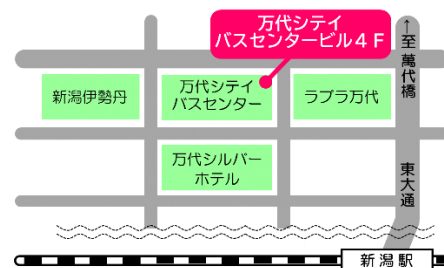 万代シテイ
バスセンタービル４Ｆ
↑至 萬代橋
新潟伊勢丹
万代シテイ
バスセンター
ラブラ万代
万代シルバー
ホテル
東大通
新潟駅